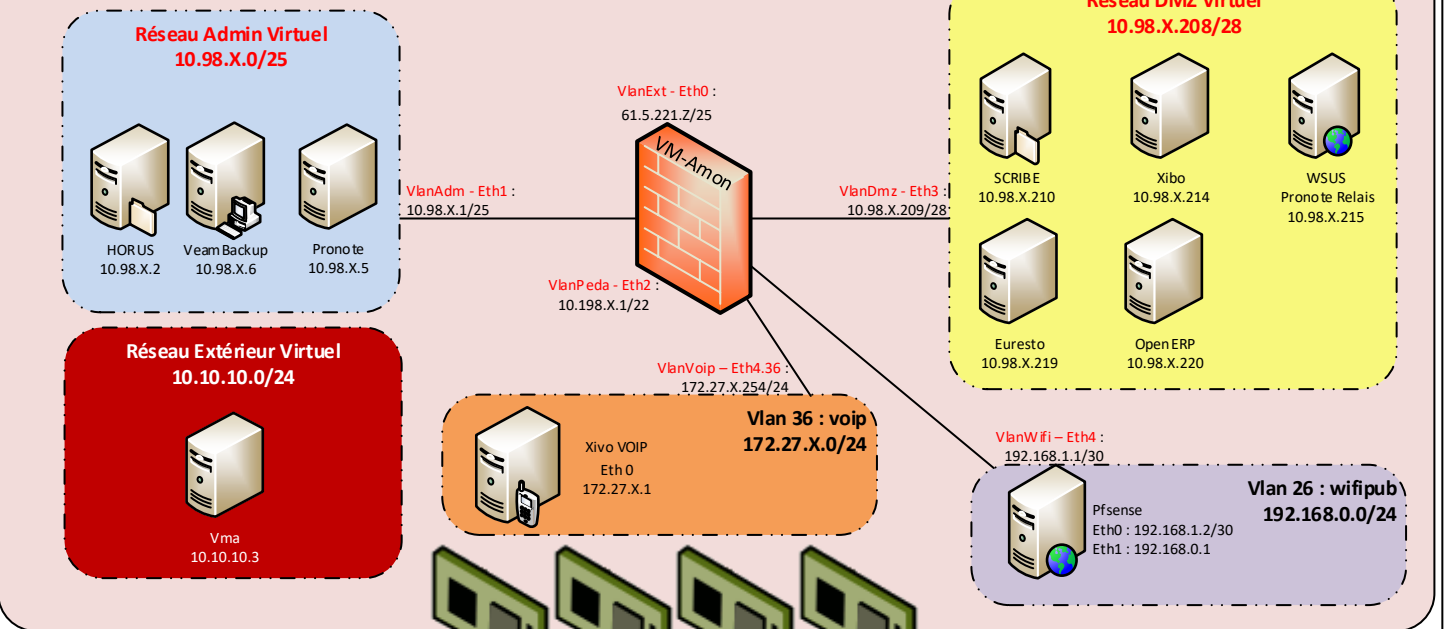 Réseau Admin Virtuel
10.98.X.0/25
HORUS
10.98.X.2
Veam Backup
10.98.X.6
Pronote
10.98.X.5
VlanExt - Eth0 :
61.5.221.Z/25
VM-Amon
VlanAdm - Eth1 :
10.98.X.1/25
VlanDmz - Eth3 :
10.98.X.209/28
VlanPeda - Eth2 :
10.198.X.1/22
Réseau DMZ Virtuel
10.98.X.208/28
SCRIBE
10.98.X.210
Xibo
10.98.X.214
WSUS
Pronote Relais
10.98.X.215
Euresto
10.98.X.219
Open ERP
10.98.X.220
Réseau Extérieur Virtuel
10.10.10.0/24
Vma
10.10.10.3
VlanVoip – Eth4.36 :
172.27.X.254/24
Vlan 36 : voip
172.27.X.0/24
Xivo VOIP
Eth 0
172.27.X.1
VlanWifi – Eth4 :
192.168.1.1/30
Vlan 26 : wifipub
192.168.0.0/24
Pfsense
Eth0 : 192.168.1.2/30
Eth1 : 192.168.0.1